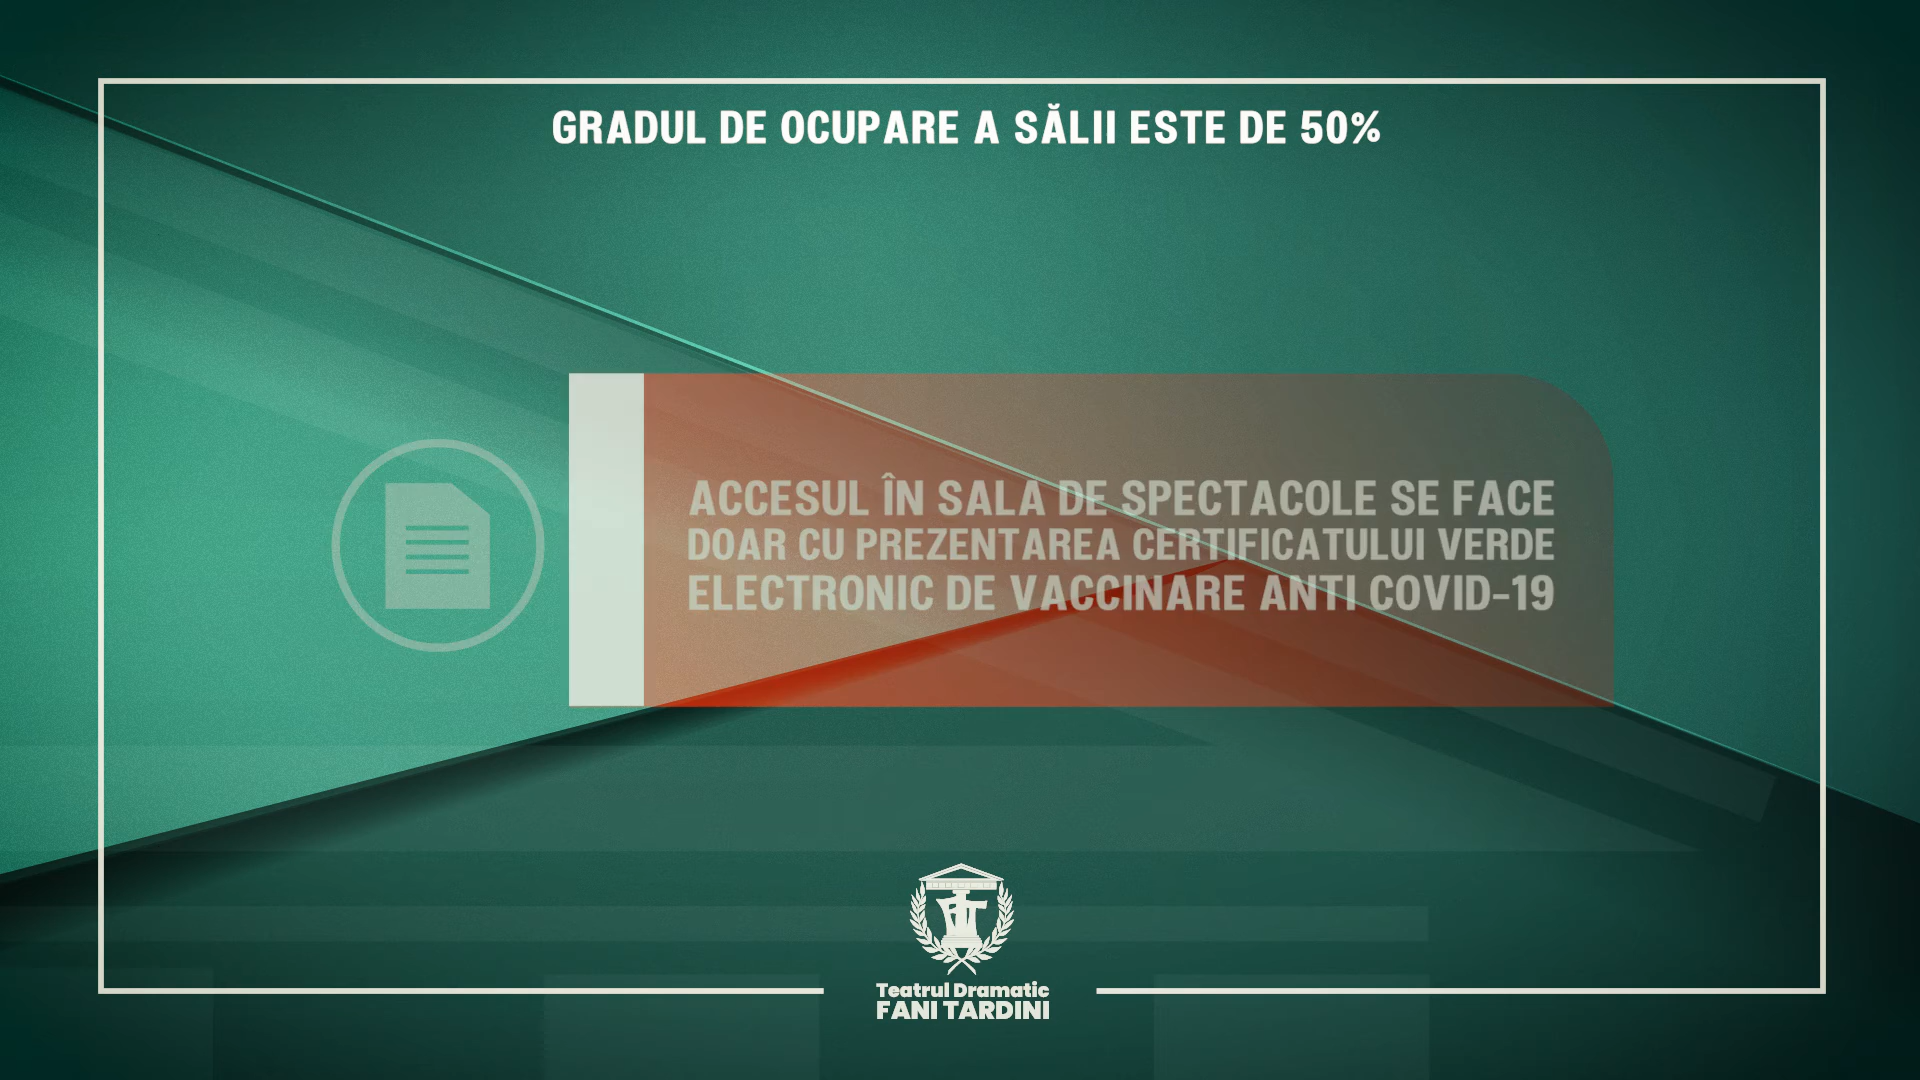 GRADUL DE OCUPARE A SĂLII ESTE DE 50%
ACCESUL ÎN SALA DE SPECTACOLE SE FACE
DOAR CU PREZENTAREA CERTIFICATULUI VERDE
ELECTRONIC DE VACCINARE ANTI COVID-19
Teatrul Dramatic
FANI TARDINI